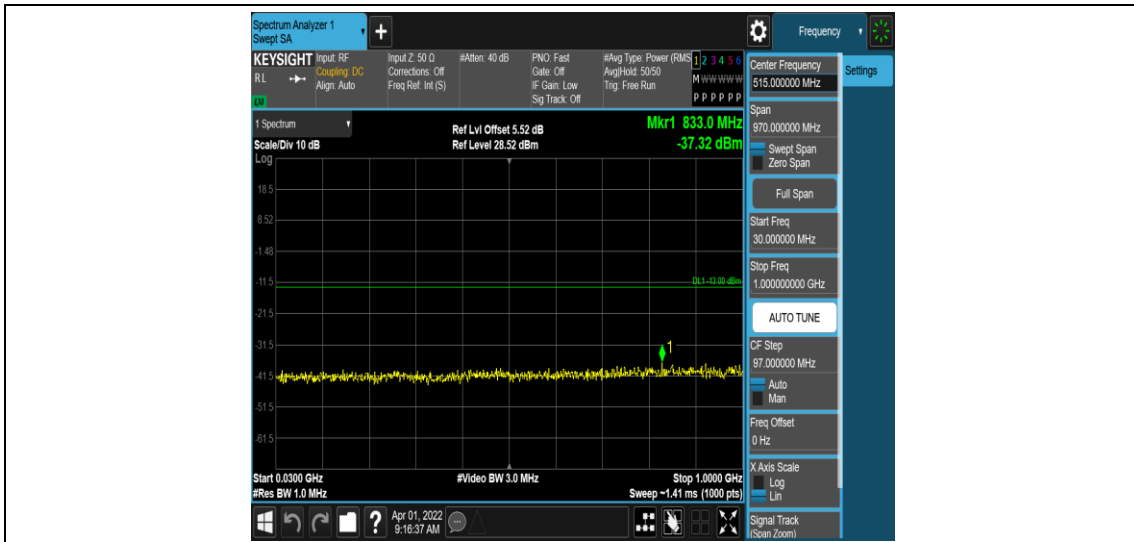 Spectrum Analyzer 1
Swept SA
Frequency
KEYSIGHT
RL
LXI
Input: RF
Coupling: DC
Align: Auto
Input Z: 50 Ω
Corrections: Off
Freq Ref: Int (S)
#Atten: 40 dB
PNO: Fast
Gate: Off
IF Gain: Low
Sig Track: Off
#Avg Type: Power (RMS
Avg|Hold: 50/50
Trig: Free Run
1 2 3 4 5 6
M W W W W W
P P P P P P
1 Spectrum
Scale/Div 10 dB
Ref Lvl Offset 5.52 dB
Ref Level 28.52 dBm
Mkr1 833.0 MHz
-37.32 dBm
Log
18.5
8.52
-1.48
-11.5
-21.5
-31.5
-41.5
-51.5
-61.5
DL1 -13.00 dBm
1
Start 0.0300 GHz
#Res BW 1.0 MHz
#Video BW 3.0 MHz
Stop 1.0000 GHz
Sweep ~1.41 ms (1000 pts)
?
Apr 01, 2022
9:16:37 AM
Center Frequency
515.000000 MHz
Settings
Span
970.000000 MHz
Swept Span
Zero Span
Full Span
Start Freq
30.000000 MHz
Stop Freq
1.000000000 GHz
AUTO TUNE
CF Step
97.000000 MHz
Auto
Man
Freq Offset
0 Hz
X Axis Scale
Log
Lin
Signal Track
(Span Zoom)